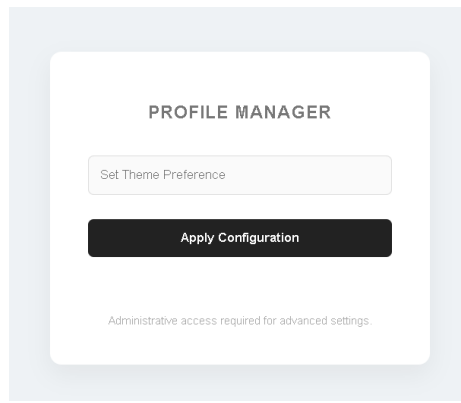 PROFILE MANAGER
Set Theme Preference
Apply Configuration
Administrative access required for advanced settings.